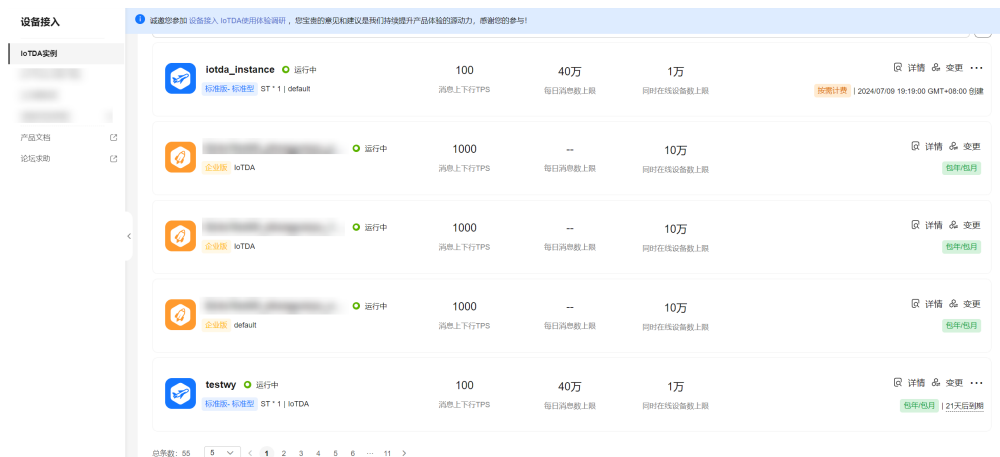 设备接入
诚邀您参加 设备接入 IoTDA使用体验调研 ，您宝贵的意见和建议是我们持续提升产品体验的源动力，感谢您的参与！
IoTDA实例
产品文档
论坛求助
iotda_instance 运行中
标准版- 标准型 ST * 1 | default
100
消息上下行TPS
40万
每日消息数上限
1万
同时在线设备数上限
详情 变更 ···
按需计费 | 2024/07/09 19:19:00 GMT+08:00 创建
运行中
企业版 IoTDA
1000
消息上下行TPS
--
每日消息数上限
10万
同时在线设备数上限
详情 变更
包年/包月
运行中
企业版 IoTDA
1000
消息上下行TPS
--
每日消息数上限
10万
同时在线设备数上限
详情 变更
包年/包月
运行中
企业版 default
1000
消息上下行TPS
--
每日消息数上限
10万
同时在线设备数上限
详情 变更
包年/包月
testwy 运行中
标准版- 标准型 ST * 1 | IoTDA
100
消息上下行TPS
40万
每日消息数上限
1万
同时在线设备数上限
详情 变更 ···
包年/包月 | 21天后到期
总条数: 55 5 < 1 2 3 4 5 6 ··· 11 >